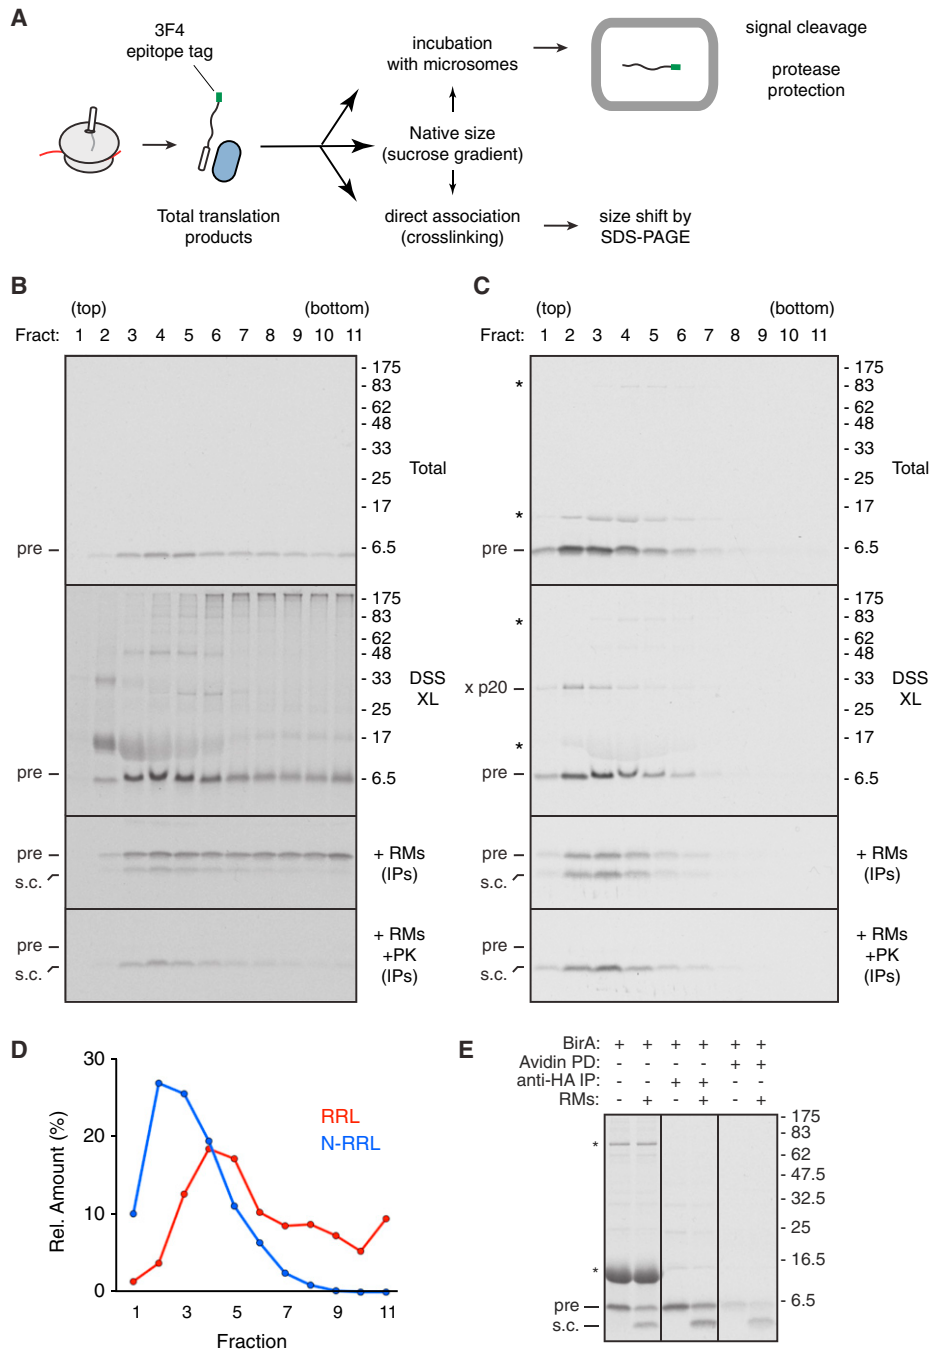 A
3F4
epitope tag
Total translation
products
incubation
with microsomes
Native size
(sucrose gradient)
direct association
(crosslinking)
signal cleavage
protease
protection
size shift by
SDS-PAGE
B
(top) (bottom)
Fract: 1 2 3 4 5 6 7 8 9 10 11
- 175
- 83
- 62
- 48
- 33
Total
- 25
- 17
pre - 6.5
- 175
- 83
- 62
- 48
- 33 DSS
XL
- 25
- 17
pre - 6.5
pre + RMs
s.c. (IPs)
pre + RMs
+PK
s.c. (IPs)
C
(top) (bottom)
Fract: 1 2 3 4 5 6 7 8 9 10 11
- 175
* - 83
- 62
- 48
- 33
Total
- 25
- 17
*
pre - 6.5
- 175
* - 83
- 62
- 48
x p20 - 33 DSS
XL
- 25
- 17
*
pre - 6.5
pre + RMs
s.c. (IPs)
pre + RMs
+PK
s.c. (IPs)
D
30
20
10
0
Rel. Amount (%)
RRL
N-RRL
1 3 5 7 9 11
Fraction
E
BirA: + + + + + +
Avidin PD: - - - - + +
anti-HA IP: - - + + - -
RMs: - + - + - +
- 175
- 83
*
- 62
- 47.5
- 32.5
- 25
- 16.5
*
- 6.5
pre
s.c.